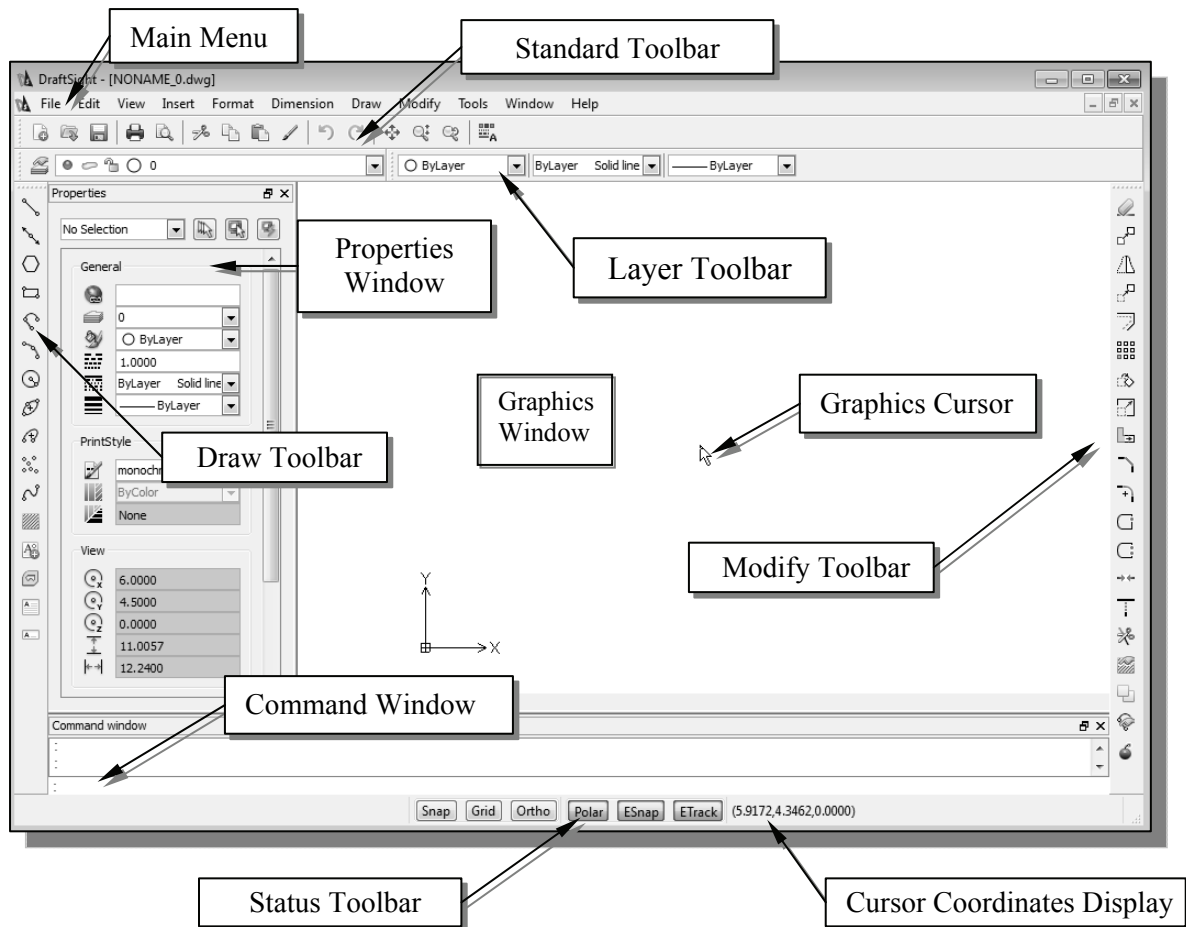 Main Menu
Standard Toolbar
DraftSight - [NONAME_0.dwg]
File Edit View Insert Format Dimension Draw Modify Tools Window Help
A
0 ByLayer ByLayer Solid line ByLayer
Properties
No Selection
Properties
Window
Layer Toolbar
General
0
ByLayer
1.0000
ByLayer Solid line
ByLayer
Graphics
Window
Graphics Cursor
Draw Toolbar
PrintStyle
ByColor
None
Modify Toolbar
View
X 6.0000
Y 4.5000
Z 0.0000
11.0057
12.2400
Y
X
Command Window
Command window
:
:
:
Snap Grid Ortho Polar ESnap ETrack (5.9172,4.3462,0.0000)
Status Toolbar
Cursor Coordinates Display